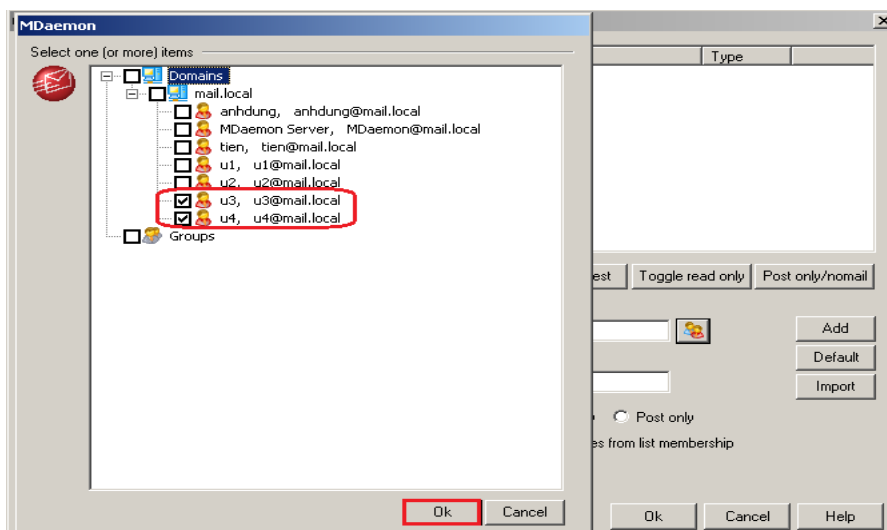 MDaemon
Select one (or more) items
Domains
mail.local
anhdung, anhdung@mail.local
MDaemon Server, MDaemon@mail.local
tien, tien@mail.local
u1, u1@mail.local
u2, u2@mail.local
u3, u3@mail.local
u4, u4@mail.local
Groups
Ok Cancel
Type
est Toggle read only Post only/nomail
Add
Default
Import
Post only
es from list membership
Ok Cancel Help